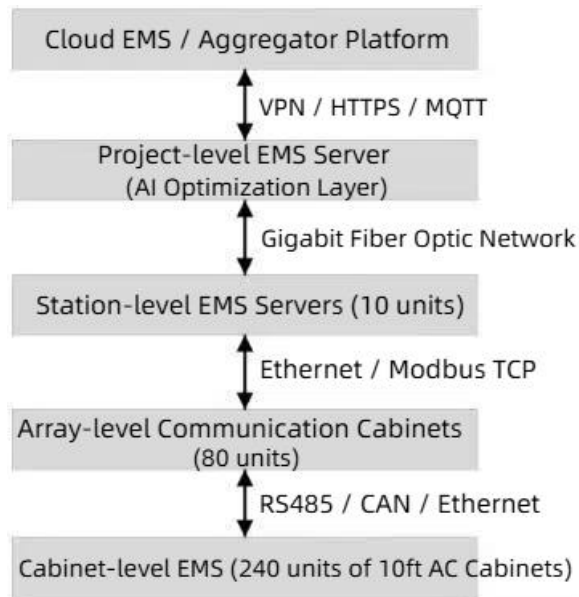 Cloud EMS / Aggregator Platform
VPN / HTTPS / MQTT
Project-level EMS Server
(AI Optimization Layer)
Gigabit Fiber Optic Network
Station-level EMS Servers (10 units)
Ethernet / Modbus TCP
Array-level Communication Cabinets
(80 units)
RS485 / CAN / Ethernet
Cabinet-level EMS (240 units of 10ft AC Cabinets)